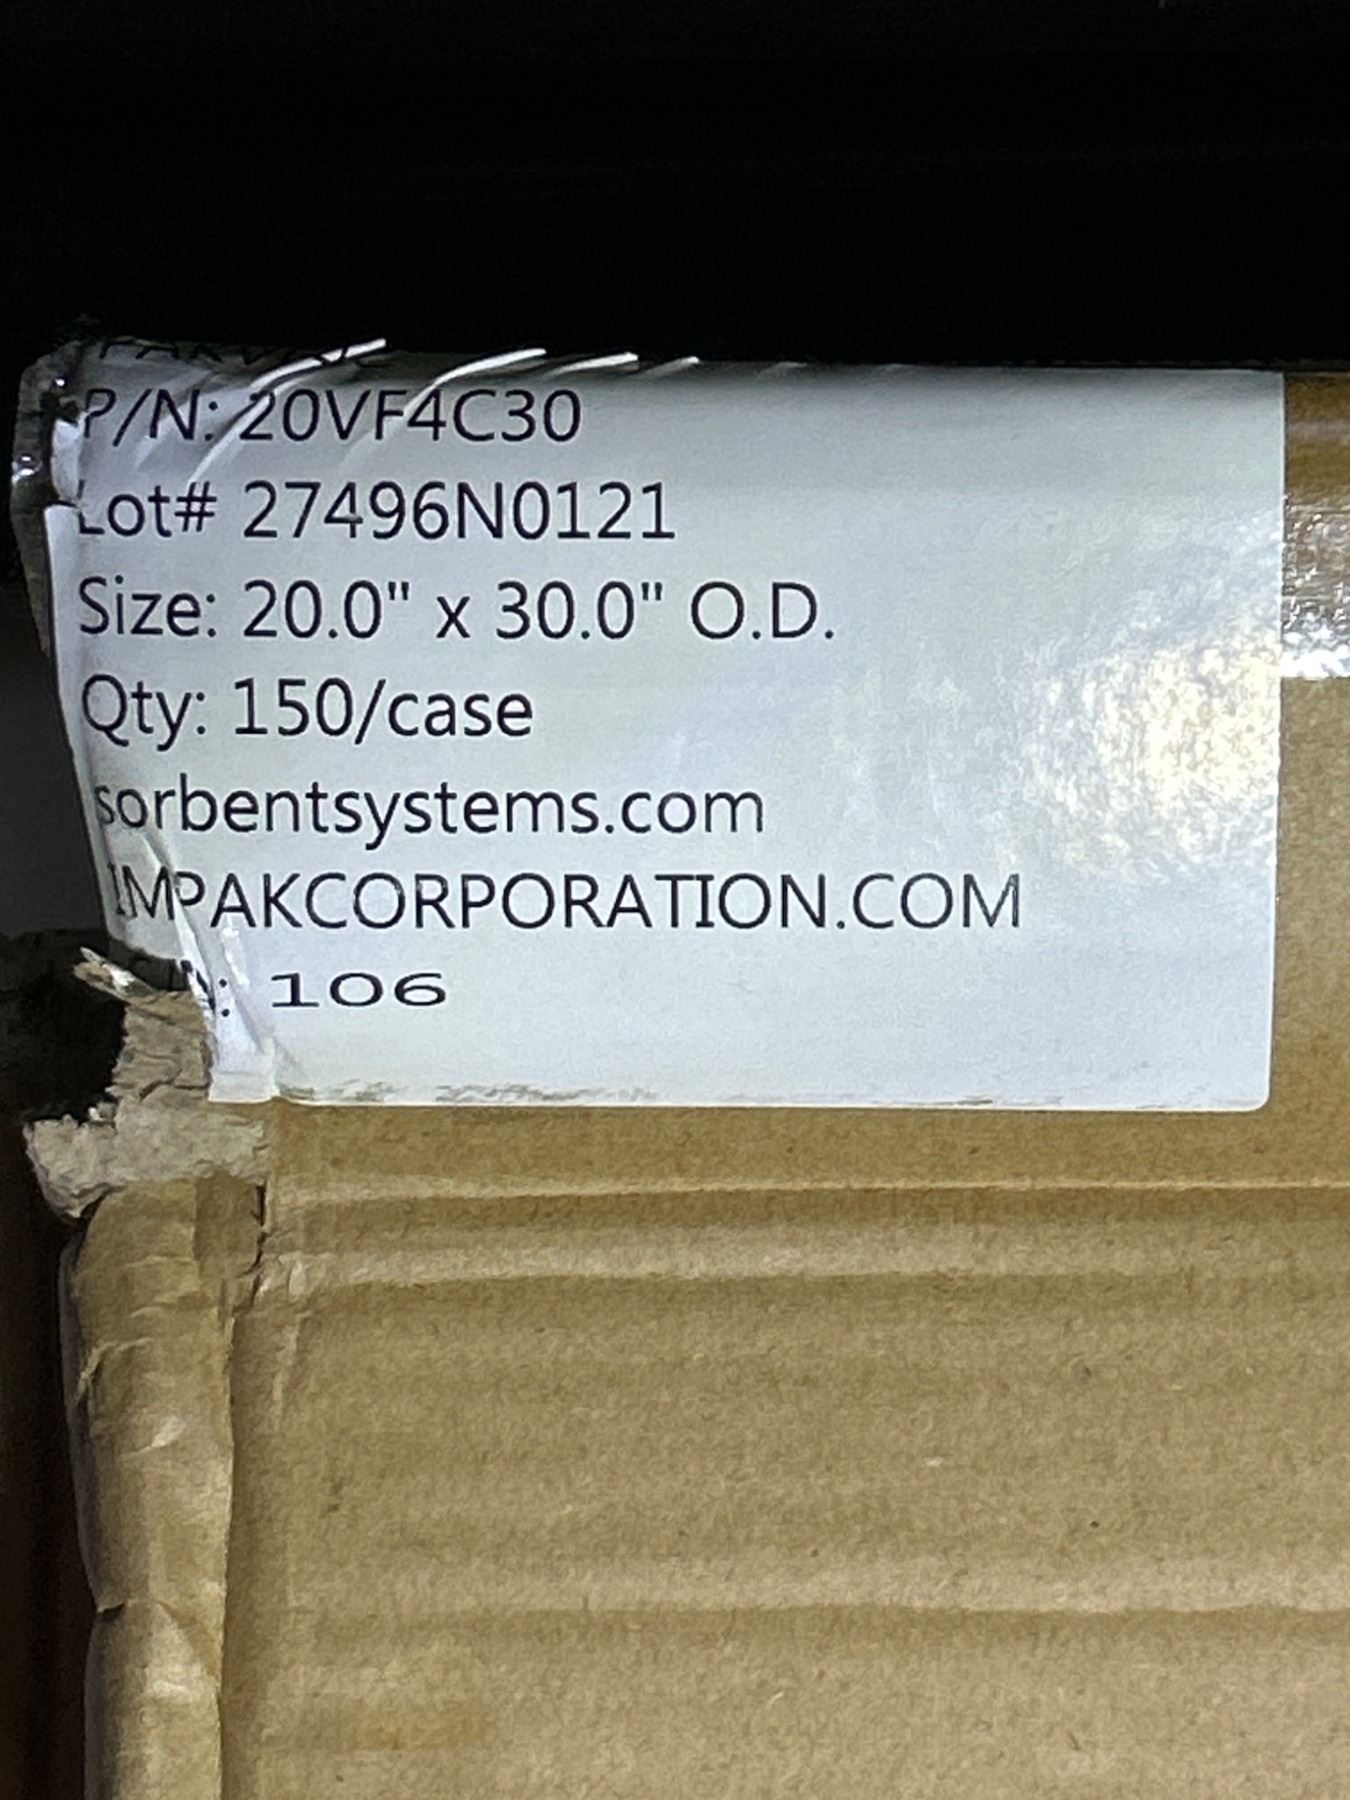 P/N: 20VF4C30
Lot# 27496N0121
Size: 20.0" x 30.0" O.D.
Qty: 150/case
sorbentsystems.com
IMPAKCORPORATION.COM
106